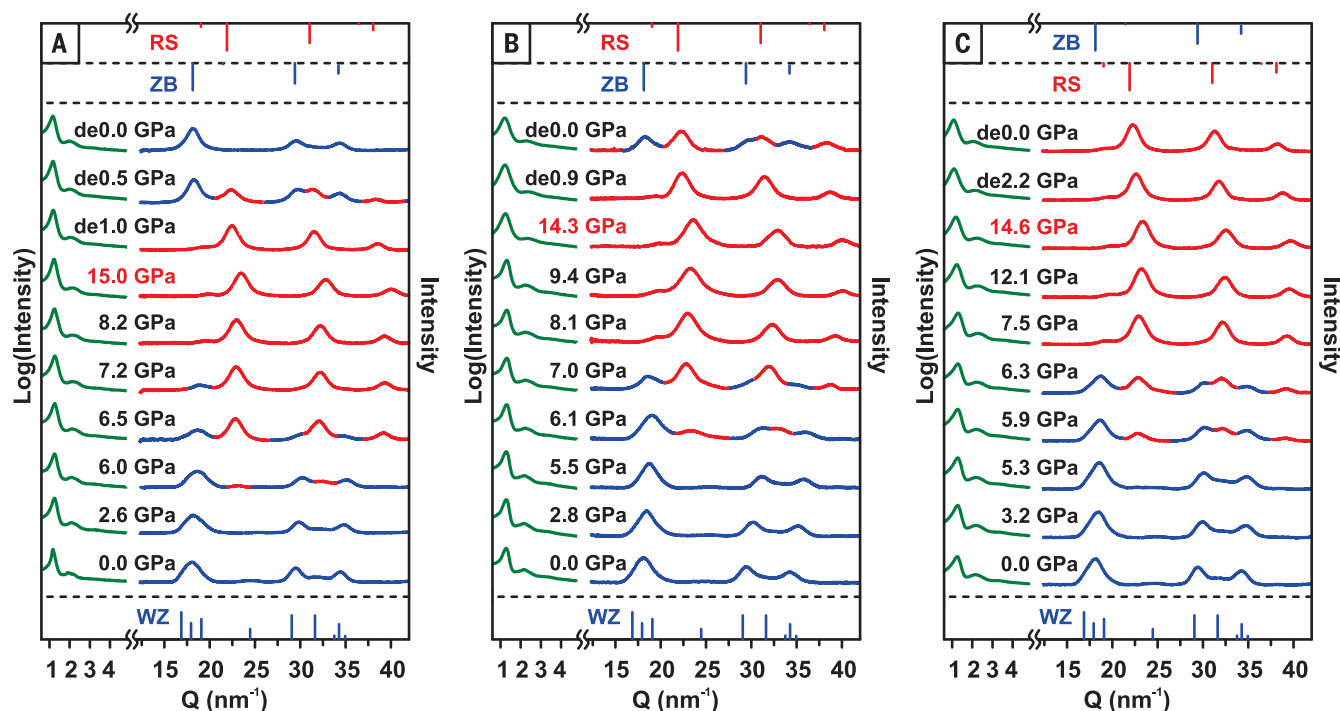 A
RS
ZB
de0.0 GPa
de0.5 GPa
de1.0 GPa
15.0 GPa
8.2 GPa
7.2 GPa
6.5 GPa
6.0 GPa
2.6 GPa
0.0 GPa
WZ
Log(Intensity)
Intensity
1 2 3 4 15 20 25 30 35 40
Q (nm⁻¹)
B
RS
ZB
de0.0 GPa
de0.9 GPa
14.3 GPa
9.4 GPa
8.1 GPa
7.0 GPa
6.1 GPa
5.5 GPa
2.8 GPa
0.0 GPa
WZ
Log(Intensity)
Intensity
1 2 3 4 15 20 25 30 35 40
Q (nm⁻¹)
C
ZB
RS
de0.0 GPa
de2.2 GPa
14.6 GPa
12.1 GPa
7.5 GPa
6.3 GPa
5.9 GPa
5.3 GPa
3.2 GPa
0.0 GPa
WZ
Log(Intensity)
Intensity
1 2 3 4 15 20 25 30 35 40
Q (nm⁻¹)